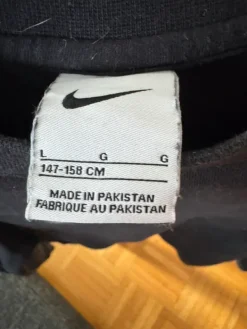 L G G
147-158 CM
MADE IN PAKISTAN
FABRIQUE AU PAKISTAN